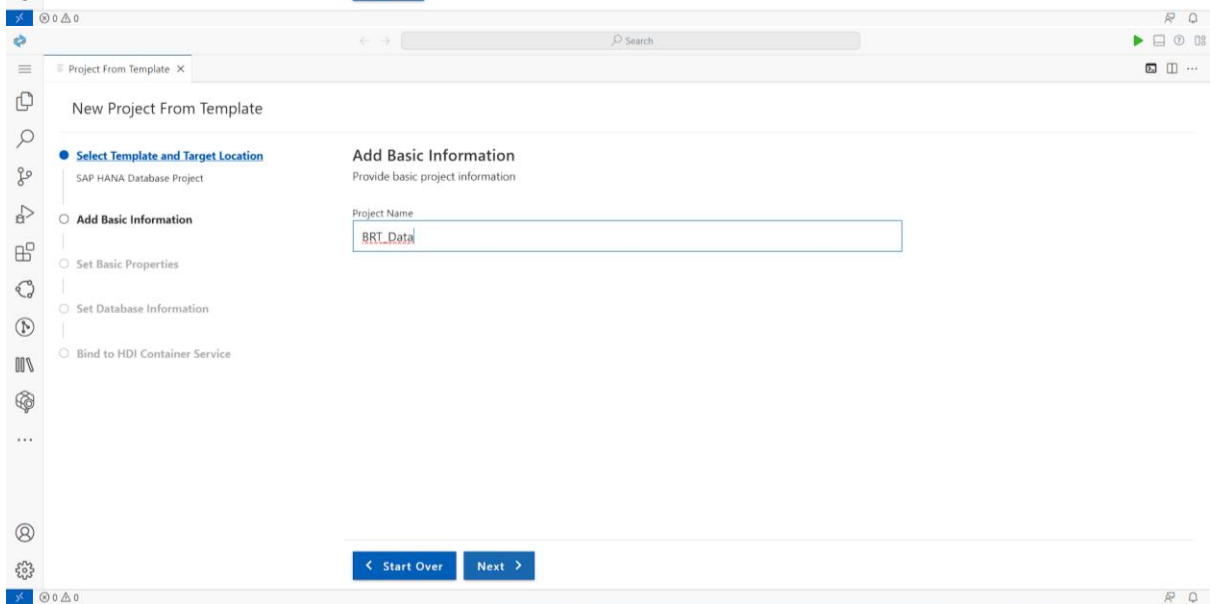 0 0
Search
Project From Template
New Project From Template
Select Template and Target Location
SAP HANA Database Project
Add Basic Information
Set Basic Properties
Set Database Information
Bind to HDI Container Service
Add Basic Information
Provide basic project information
Project Name
BRT_Data
Start Over
Next
0 0